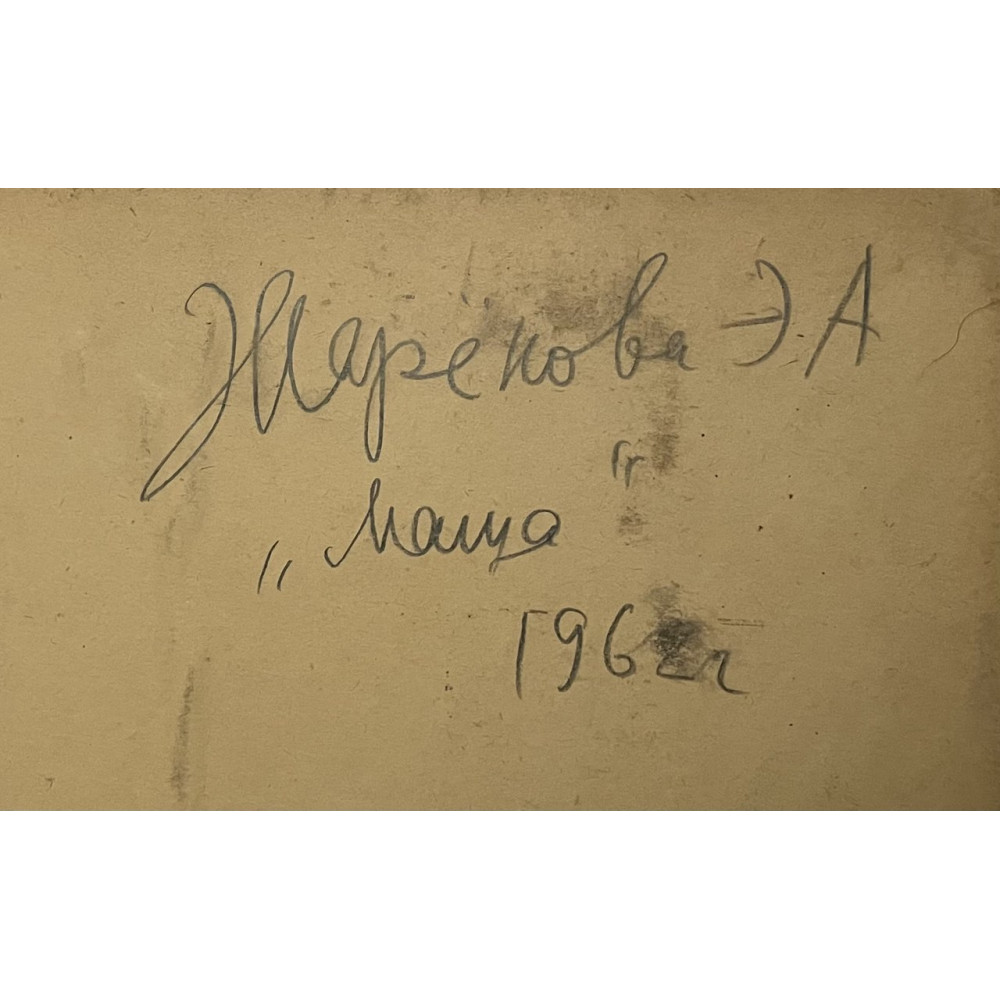 Жарёнова Э А
„Маша"
1962г